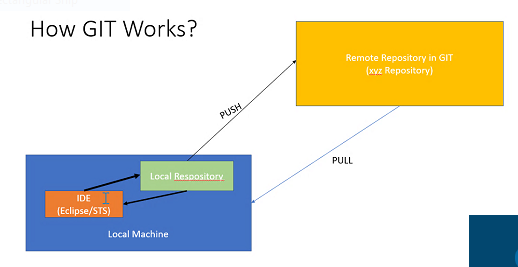 How GIT Works?
Remote Repository in GIT
(xyz Repository)
PUSH
PULL
Local Respository
IDE
(Eclipse/STS)
Local Machine